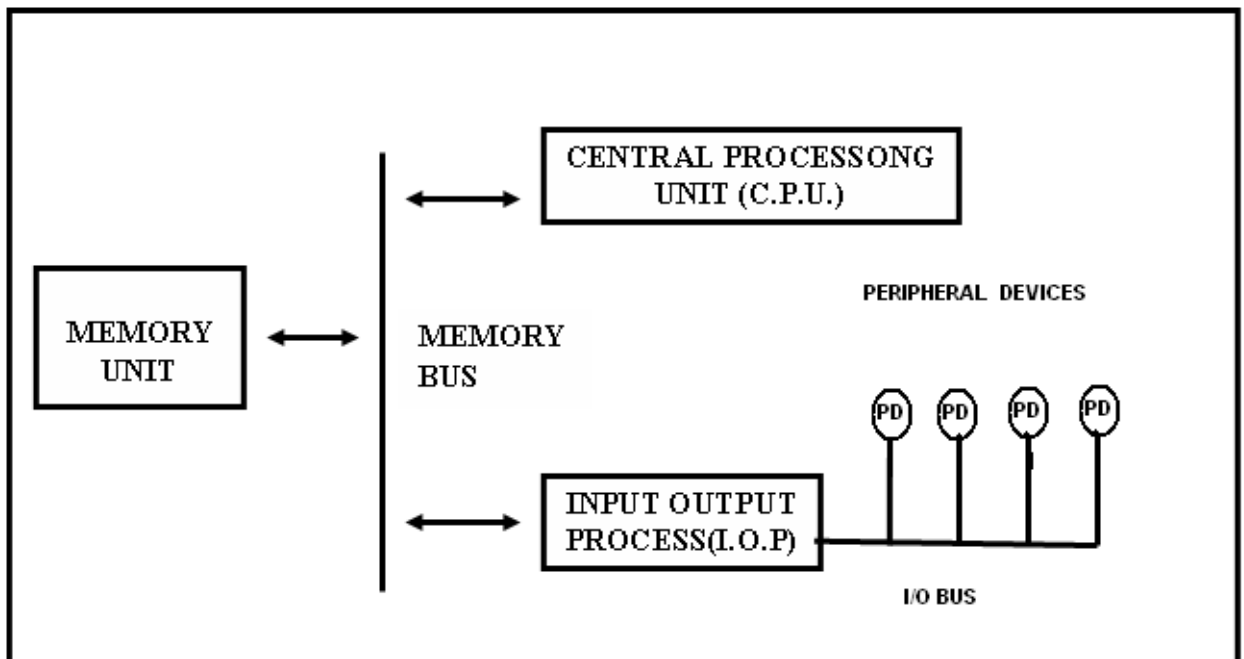 CENTRAL PROCESSONG
UNIT (C.P.U.)
PERIPHERAL DEVICES
MEMORY
UNIT
MEMORY
BUS
PD PD PD PD
INPUT OUTPUT
PROCESS(I.O.P)
I/O BUS